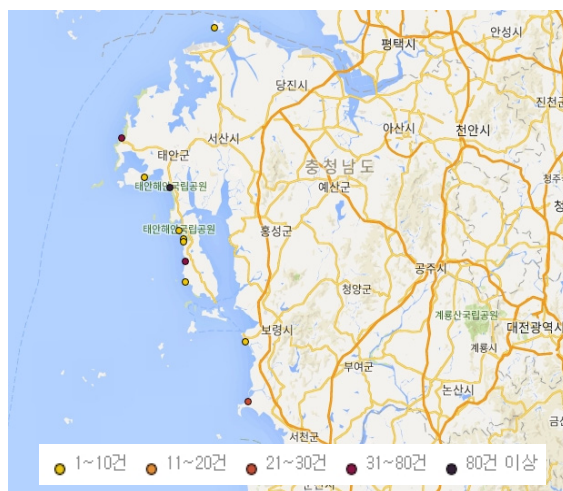 안성시
평택시
당진시
진천군
아산시
천안시
서산시
태안군
충청남도
예산군
청주
태안해안국립공원
태안해안국립공원
홍성군
공주시
청양군
계룡산국립공원
대전광역시
보령시
계룡시
부여군
논산시
금산
서천군
1~10건 11~20건 21~30건 31~80건 80건 이상